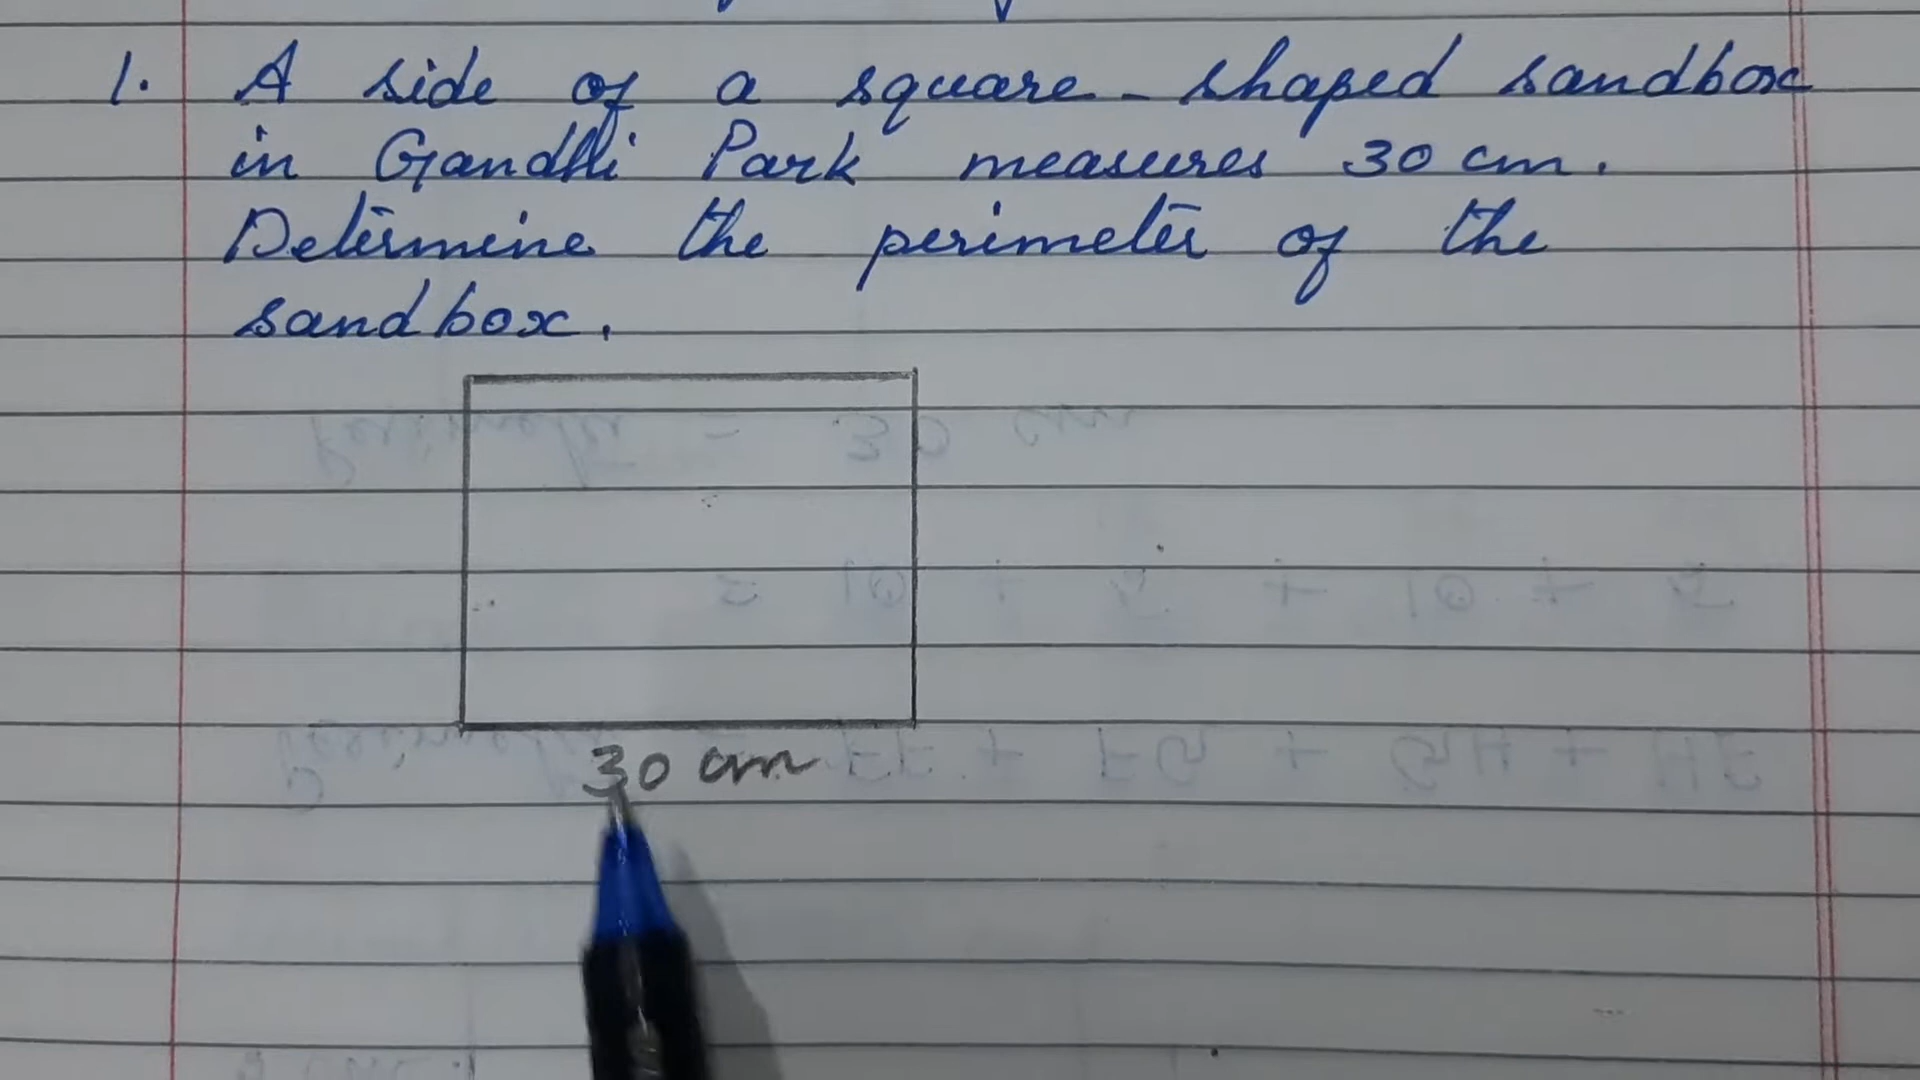 1. A side of a square-shaped sandbox
in Gandhi Park measures 30 cm.
Determine the perimeter of the
sandbox.
30 cm